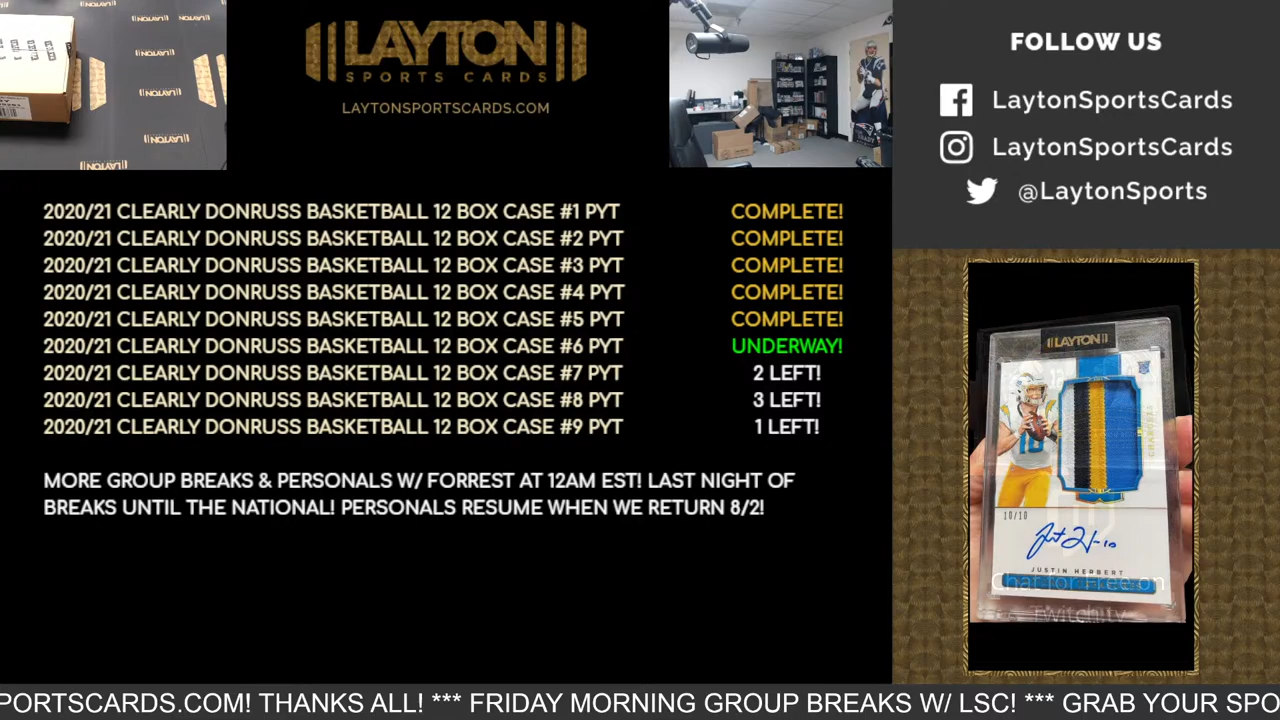 LAYTON
SPORTS CARDS
LAYTONSPORTSCARDS.COM
FOLLOW US
LaytonSportsCards
LaytonSportsCards
@LaytonSports
2020/21 CLEARLY DONRUSS BASKETBALL 12 BOX CASE #1 PYT COMPLETE!
2020/21 CLEARLY DONRUSS BASKETBALL 12 BOX CASE #2 PYT COMPLETE!
2020/21 CLEARLY DONRUSS BASKETBALL 12 BOX CASE #3 PYT COMPLETE!
2020/21 CLEARLY DONRUSS BASKETBALL 12 BOX CASE #4 PYT COMPLETE!
2020/21 CLEARLY DONRUSS BASKETBALL 12 BOX CASE #5 PYT COMPLETE!
2020/21 CLEARLY DONRUSS BASKETBALL 12 BOX CASE #6 PYT UNDERWAY!
2020/21 CLEARLY DONRUSS BASKETBALL 12 BOX CASE #7 PYT 2 LEFT!
2020/21 CLEARLY DONRUSS BASKETBALL 12 BOX CASE #8 PYT 3 LEFT!
2020/21 CLEARLY DONRUSS BASKETBALL 12 BOX CASE #9 PYT 1 LEFT!
MORE GROUP BREAKS & PERSONALS W/ FORREST AT 12AM EST! LAST NIGHT OF
BREAKS UNTIL THE NATIONAL! PERSONALS RESUME WHEN WE RETURN 8/2!
LAYTON
CHARGERS
10/10
JUSTIN HERBERT
Chat for Free on
Twitch.tv
PORTSCARDS.COM! THANKS ALL! *** FRIDAY MORNING GROUP BREAKS W/ LSC! *** GRAB YOUR SPO